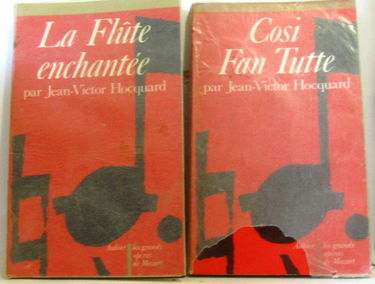 La Flûte
enchantée
par Jean-Victor Hocquard
Aubier
les grands
opéras
de Mozart
Cosi
Fan Tutte
par Jean-Victor Hocquard
Aubier
les grands
opéras
de Mozart